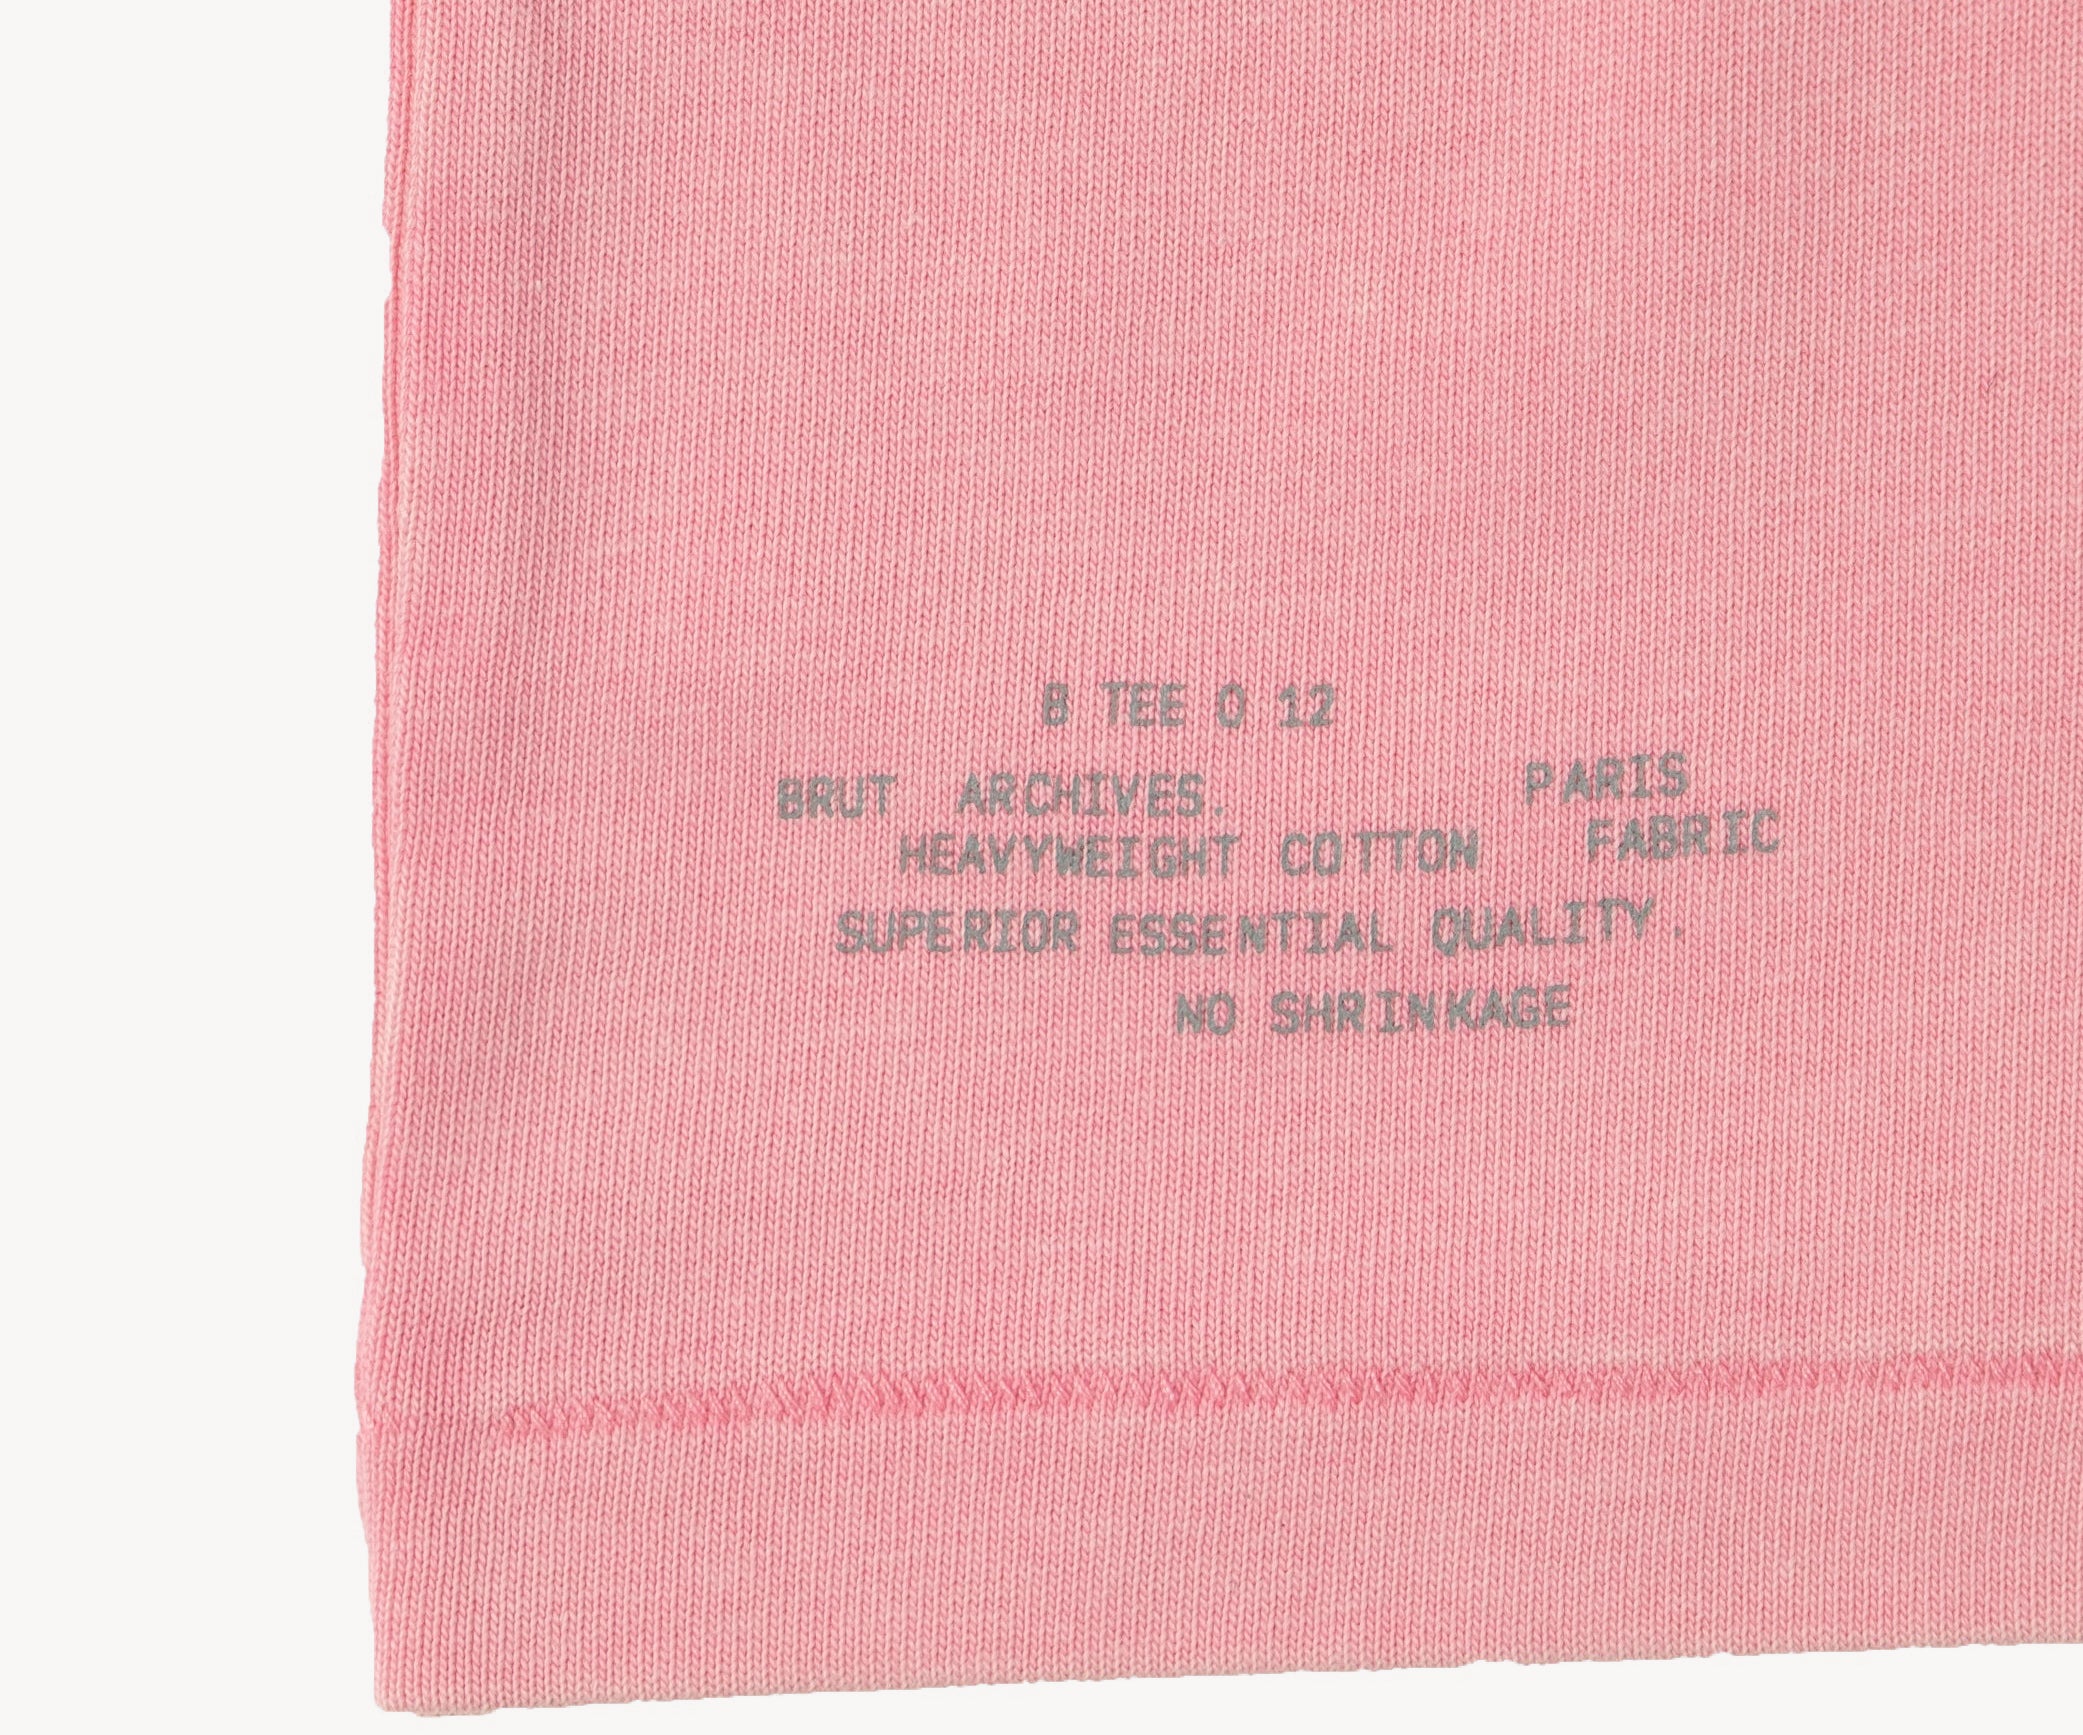 B TEE 0 12
BRUT ARCHIVES. PARIS
HEAVYWEIGHT COTTON FABRIC
SUPERIOR ESSENTIAL QUALITY.
NO SHRINKAGE